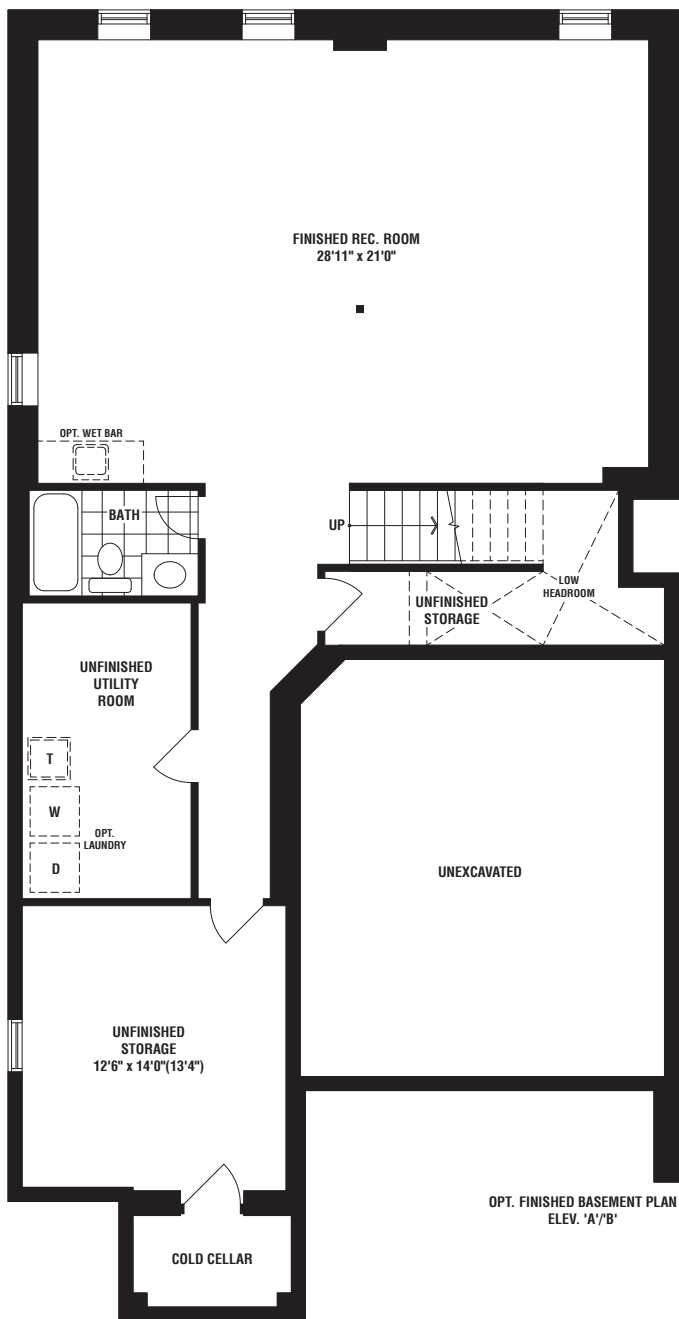 FINISHED REC. ROOM
28'11" x 21'0"
OPT. WET BAR
BATH
UP
LOW
HEADROOM
UNFINISHED
STORAGE
UNFINISHED
UTILITY
ROOM
T
W
OPT.
LAUNDRY
D
UNEXCAVATED
UNFINISHED
STORAGE
12'6" x 14'0"(13'4")
OPT. FINISHED BASEMENT PLAN
ELEV. 'A'/'B'
COLD CELLAR